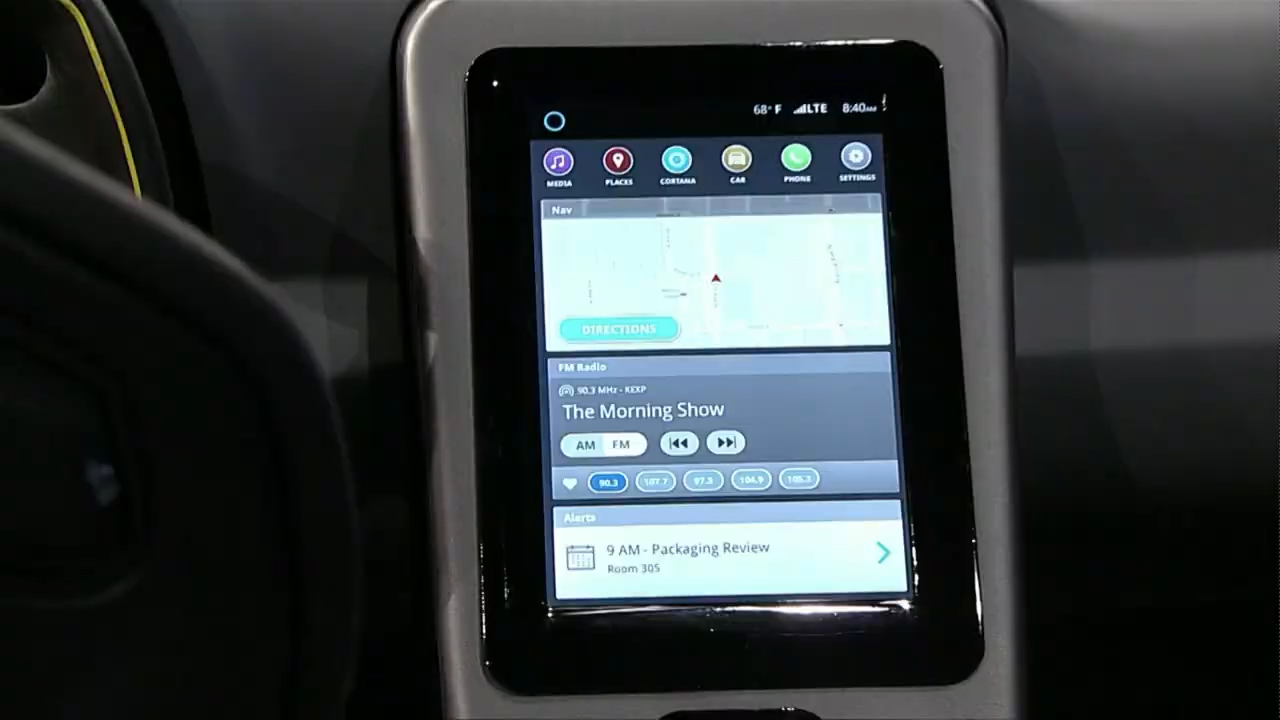 68° F LTE 8:40AM
MEDIA PLACES CORTANA CAR PHONE SETTINGS
Nav
DIRECTIONS
FM Radio
90.3 MHz - KEXP
The Morning Show
AM FM
90.3 107.7 97.3 104.9 105.3
Alerts
9 AM - Packaging Review
Room 305